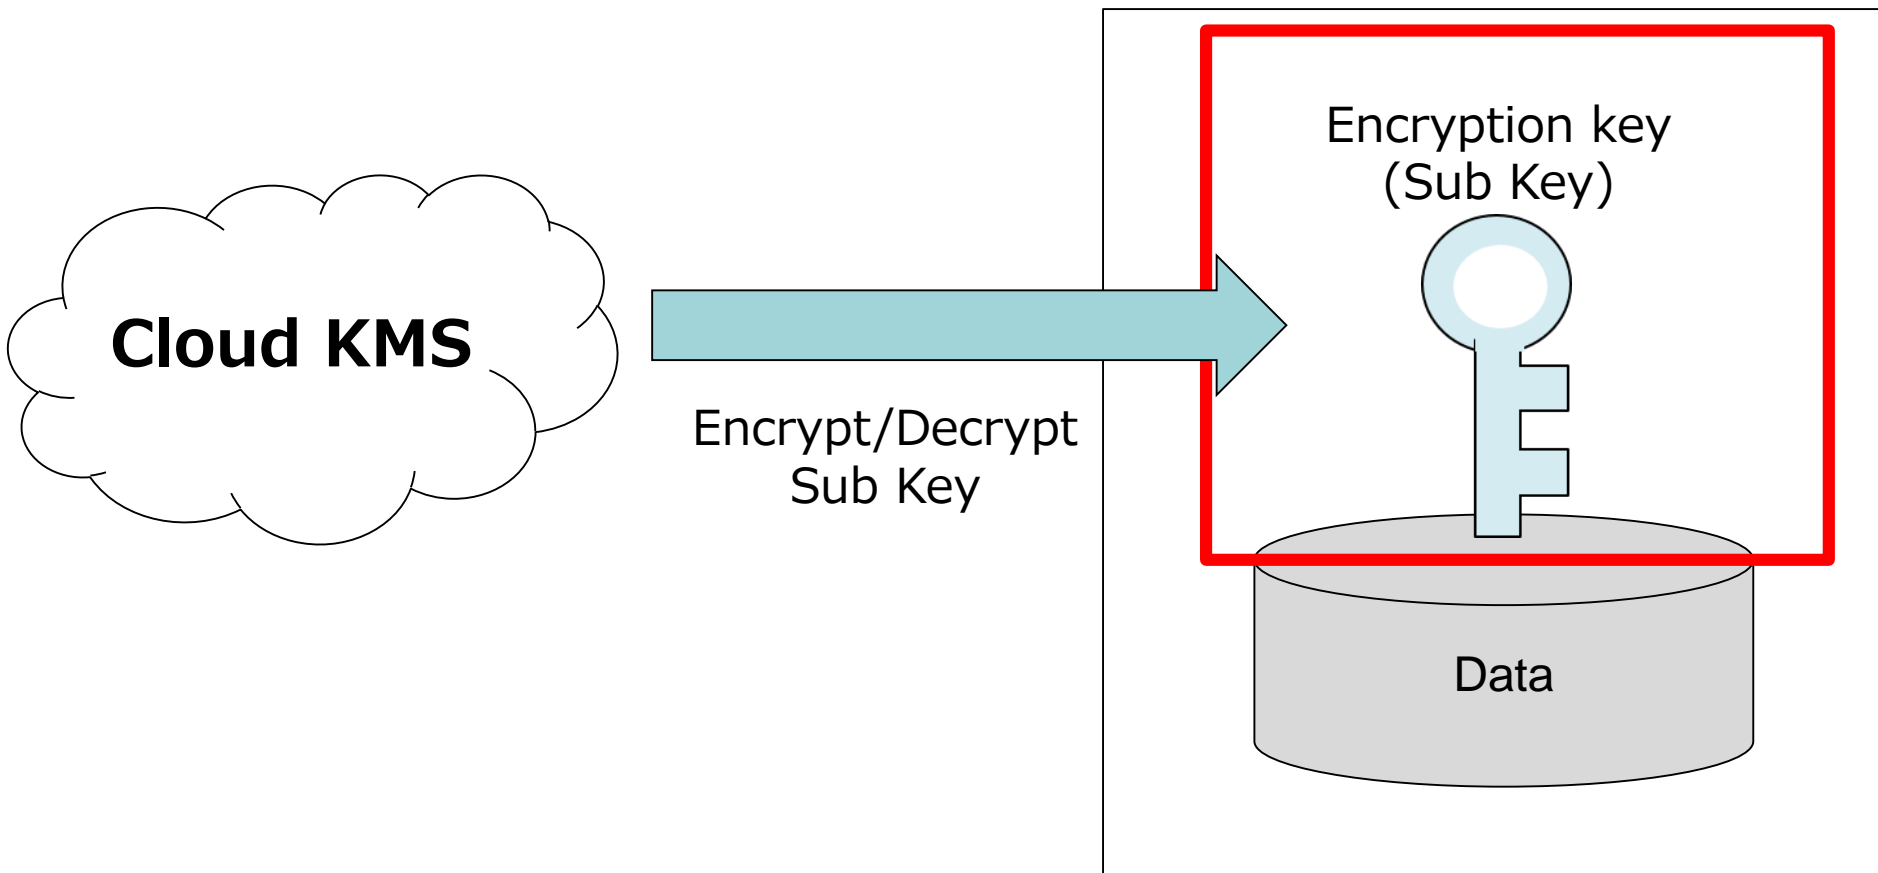 Encryption key
(Sub Key)
Cloud KMS
Encrypt/Decrypt
Sub Key
Data